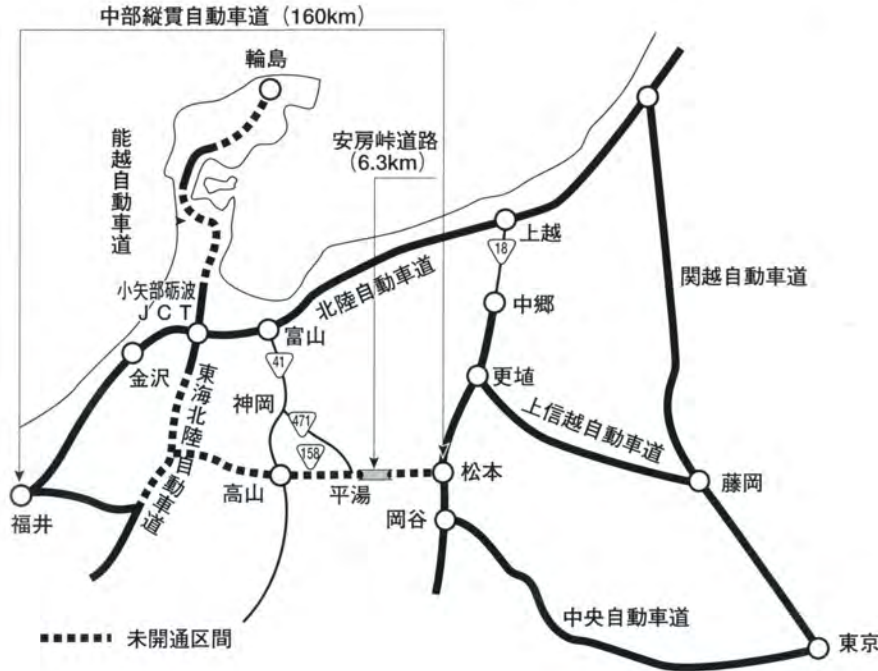 中部縦貫自動車道（160km）
輪島
安房峠道路
（6.3km）
能越自動車道
上越
18
北陸自動車道
関越自動車道
小矢部砺波
ＪＣＴ
中郷
富山
金沢
41
更埴
東海北陸自動車道
神岡
471
上信越自動車道
158
松本
高山
平湯
藤岡
福井
岡谷
中央自動車道
未開通区間
東京